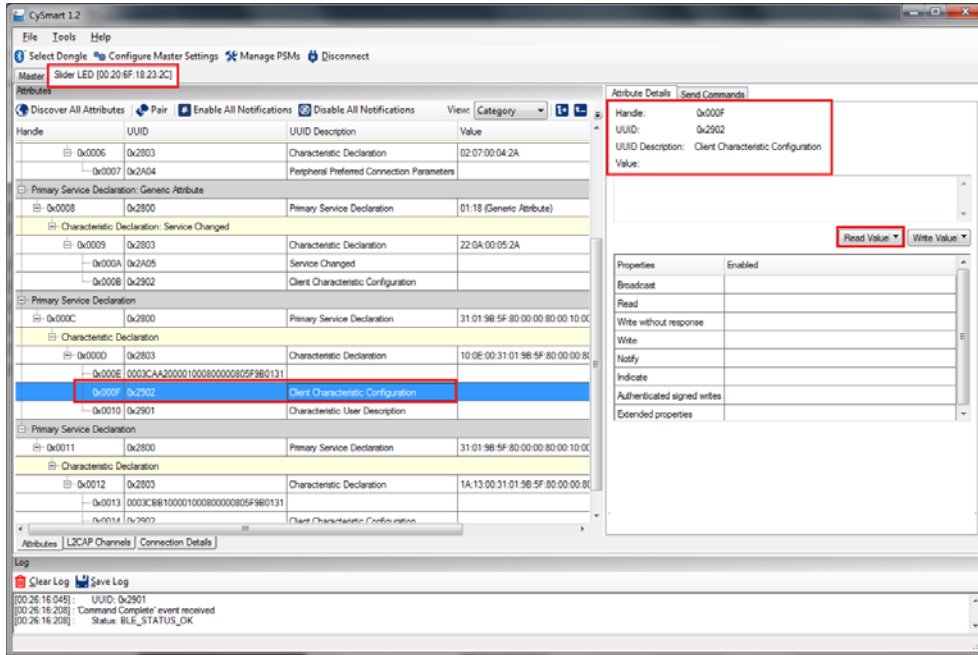 CySmart 1.2
File Tools Help
Select Dongle Configure Master Settings Manage PSMs Disconnect
Master Slider LED [00:20:6F:18:23:2C]
Attributes
Discover All Attributes Pair Enable All Notifications Disable All Notifications View: Category
Handle UUID UUID Description Value
0x0006 0x2803 Characteristic Declaration 02:07:00:04:2A
0x0007 0x2A04 Peripheral Preferred Connection Parameters
Primary Service Declaration: Generic Attribute
0x0008 0x2800 Primary Service Declaration 01:18 (Generic Attribute)
Characteristic Declaration: Service Changed
0x0009 0x2803 Characteristic Declaration 22:0A:00:05:2A
0x000A 0x2A05 Service Changed
0x000B 0x2902 Client Characteristic Configuration
Primary Service Declaration
0x000C 0x2800 Primary Service Declaration 31:01:9B:5F:80:00:00:80:00:10:00
Characteristic Declaration
0x000D 0x2803 Characteristic Declaration 10:0E:00:31:01:9B:5F:80:00:00:80
0x000E 0003CAA200001000800000805F9B0131
0x000F 0x2902 Client Characteristic Configuration
0x0010 0x2901 Characteristic User Description
Primary Service Declaration
0x0011 0x2800 Primary Service Declaration 31:01:9B:5F:80:00:00:80:00:10:00
Characteristic Declaration
0x0012 0x2803 Characteristic Declaration 1A:13:00:31:01:9B:5F:80:00:00:80
0x0013 0003CBB100001000800000805F9B0131
0x0014 0x2902 Client Characteristic Configuration
Attributes L2CAP Channels Connection Details
Attribute Details Send Commands
Handle: 0x000F
UUID: 0x2902
UUID Description: Client Characteristic Configuration
Value:
Read Value Write Value
Properties Enabled
Broadcast
Read
Write without response
Write
Notify
Indicate
Authenticated signed writes
Extended properties
Log
Clear Log Save Log
[00:26:16:045] : UUID: 0x2901
[00:26:16:208] : 'Command Complete' event received
[00:26:16:208] : Status: BLE_STATUS_OK